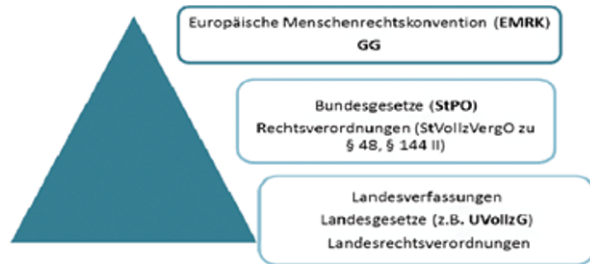 Europäische Menschenrechtskonvention (EMRK)
GG
Bundesgesetze (StPO)
Rechtsverordnungen (StVollzVergO zu
§ 48, § 144 II)
Landesverfassungen
Landesgesetze (z.B. UVollzG)
Landesrechtsverordnungen